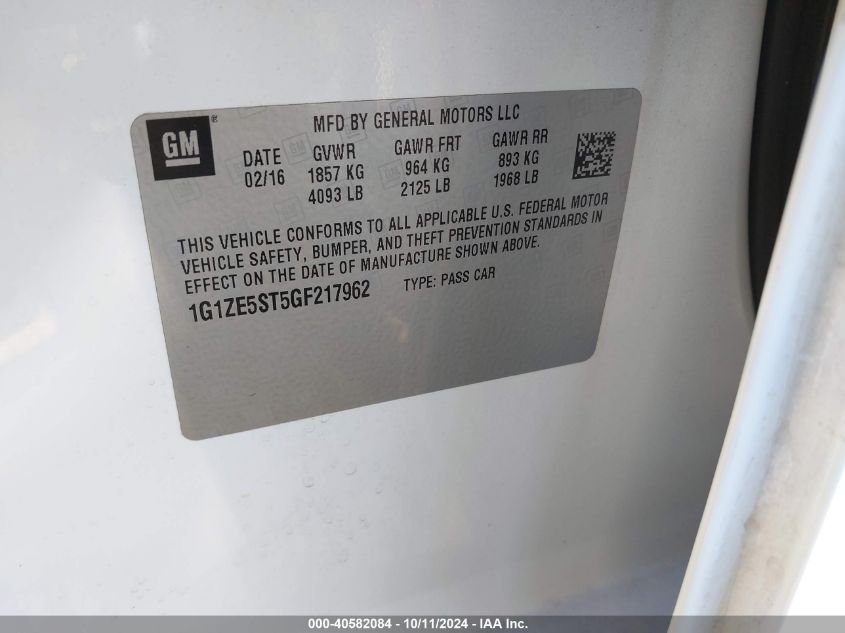 GM ®
MFD BY GENERAL MOTORS LLC
DATE GVWR GAWR FRT GAWR RR
02/16 1857 KG 964 KG 893 KG
4093 LB 2125 LB 1968 LB
THIS VEHICLE CONFORMS TO ALL APPLICABLE U.S. FEDERAL MOTOR
VEHICLE SAFETY, BUMPER, AND THEFT PREVENTION STANDARDS IN
EFFECT ON THE DATE OF MANUFACTURE SHOWN ABOVE.
1G1ZE5ST5GF217962 TYPE: PASS CAR
000-40582084 - 10/11/2024 - IAA Inc.